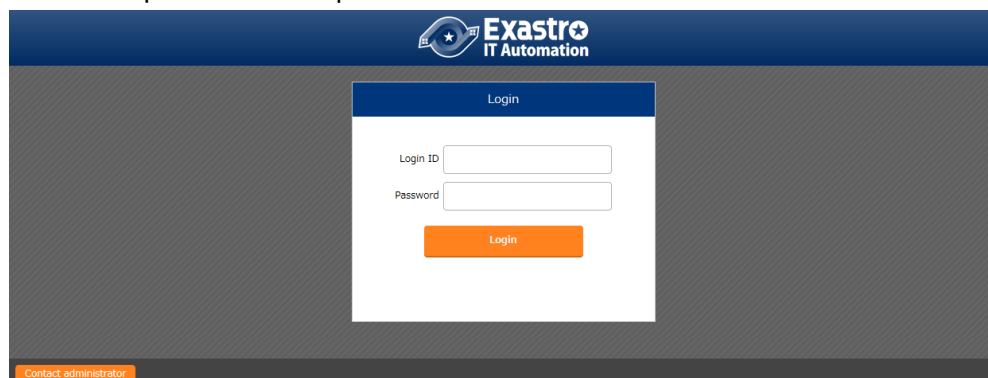 Exastro
IT Automation
Login
Login ID
Password
Login
Contact administrator